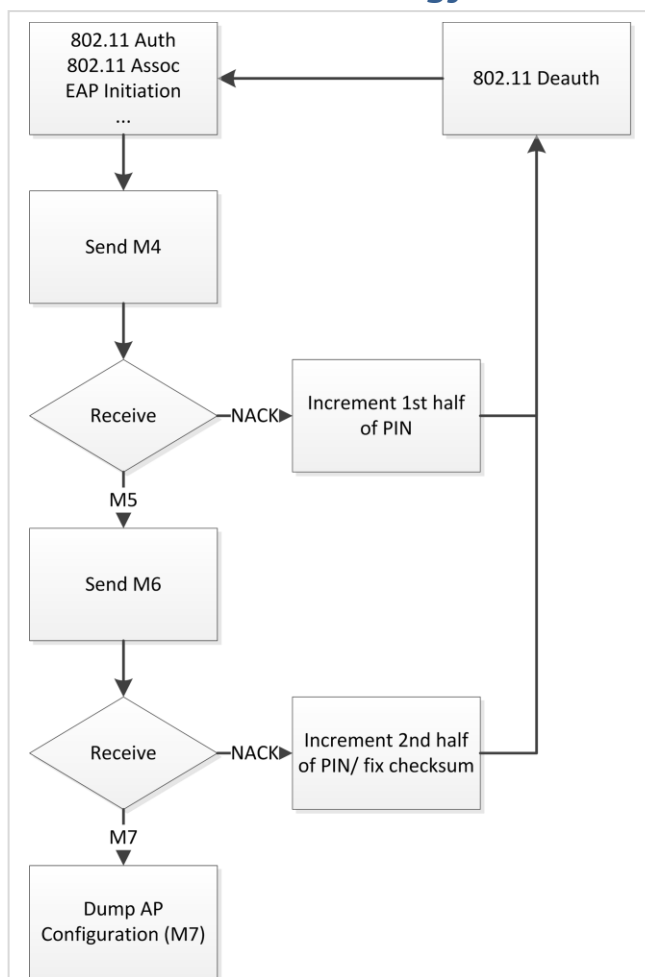 802.11 Auth
802.11 Assoc
EAP Initiation
...
802.11 Deauth
Send M4
Receive
NACK
Increment 1st half
of PIN
M5
Send M6
Receive
NACK
Increment 2nd half
of PIN/ fix checksum
M7
Dump AP
Configuration (M7)